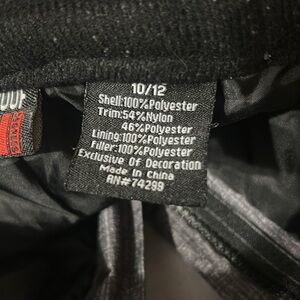 10/12
Shell:100%Polyester
Trim:54%Nylon
46%Polyester
Lining:100%Polyester
Filler:100%Polyester
Exclusive Of Decoration
Made In China
RN#74299